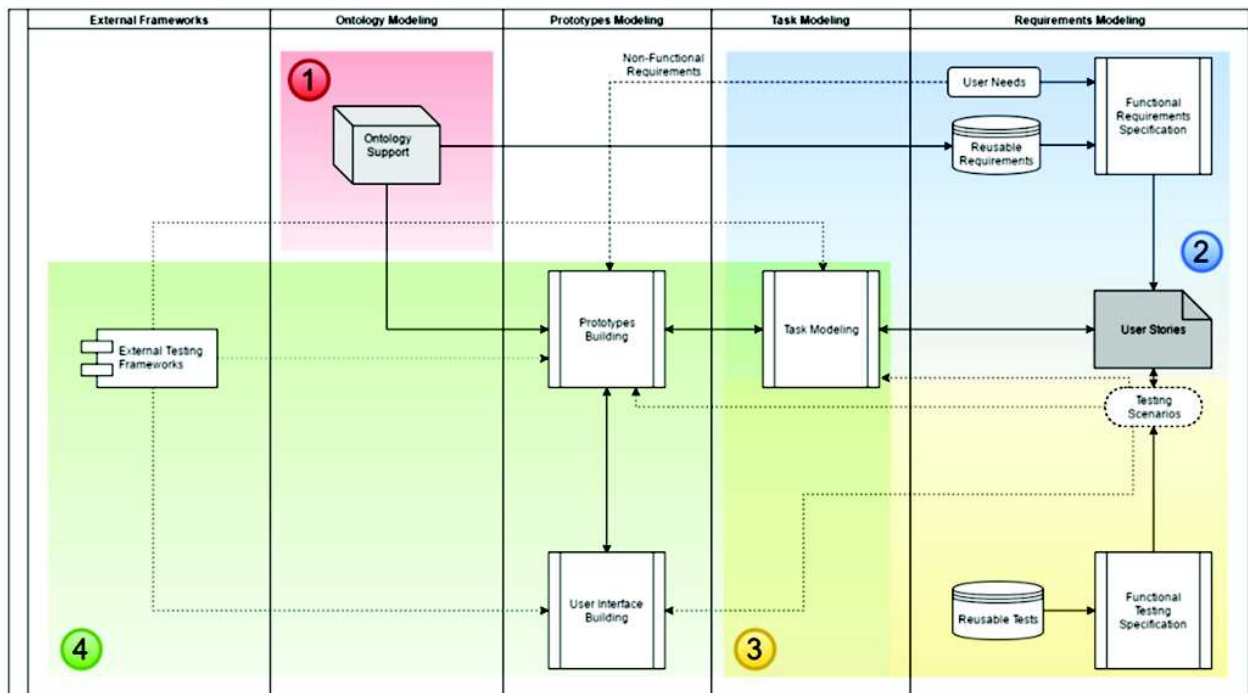 External Frameworks
Ontology Modeling
Prototypes Modeling
Task Modeling
Requirements Modeling
1
Non-Functional
Requirements
User Needs
Functional
Requirements
Specification
Ontology
Support
Reusable
Requirements
2
Prototypes
Building
Task Modeling
User Stories
External Testing
Frameworks
Testing
Scenarios
User Interface
Building
Reusable Tests
Functional
Testing
Specification
4
3